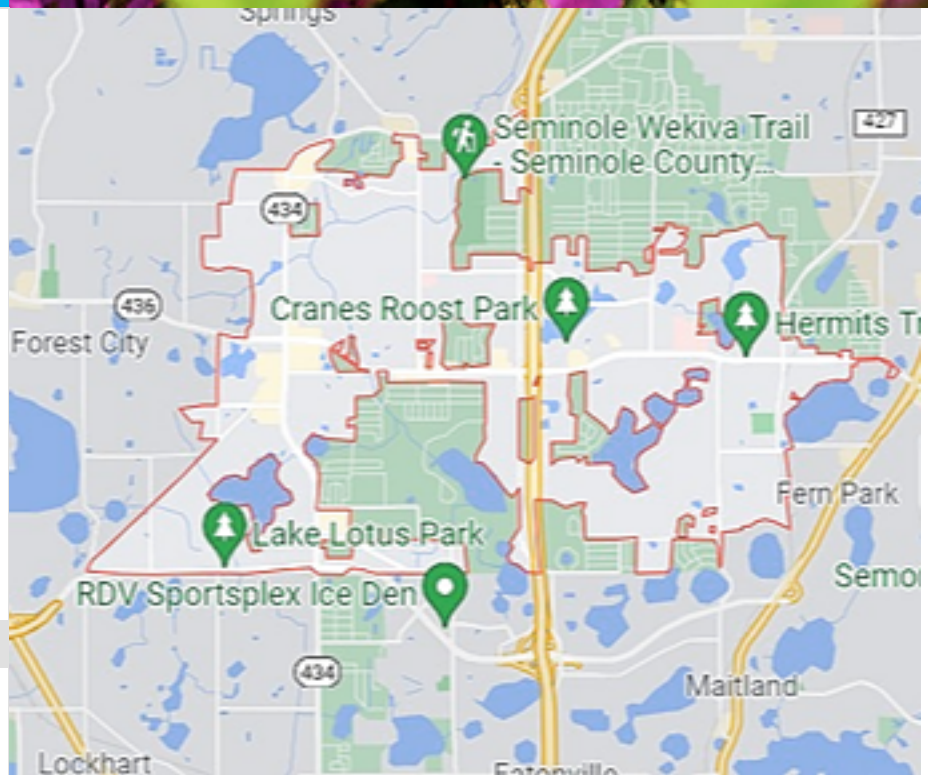 Springs
Seminole Wekiva Trail
- Seminole County...
427
434
436
Cranes Roost Park
Hermits Tr
Forest City
Fern Park
Lake Lotus Park
RDV Sportsplex Ice Den
Semo
434
Maitland
Lockhart
Eatonville